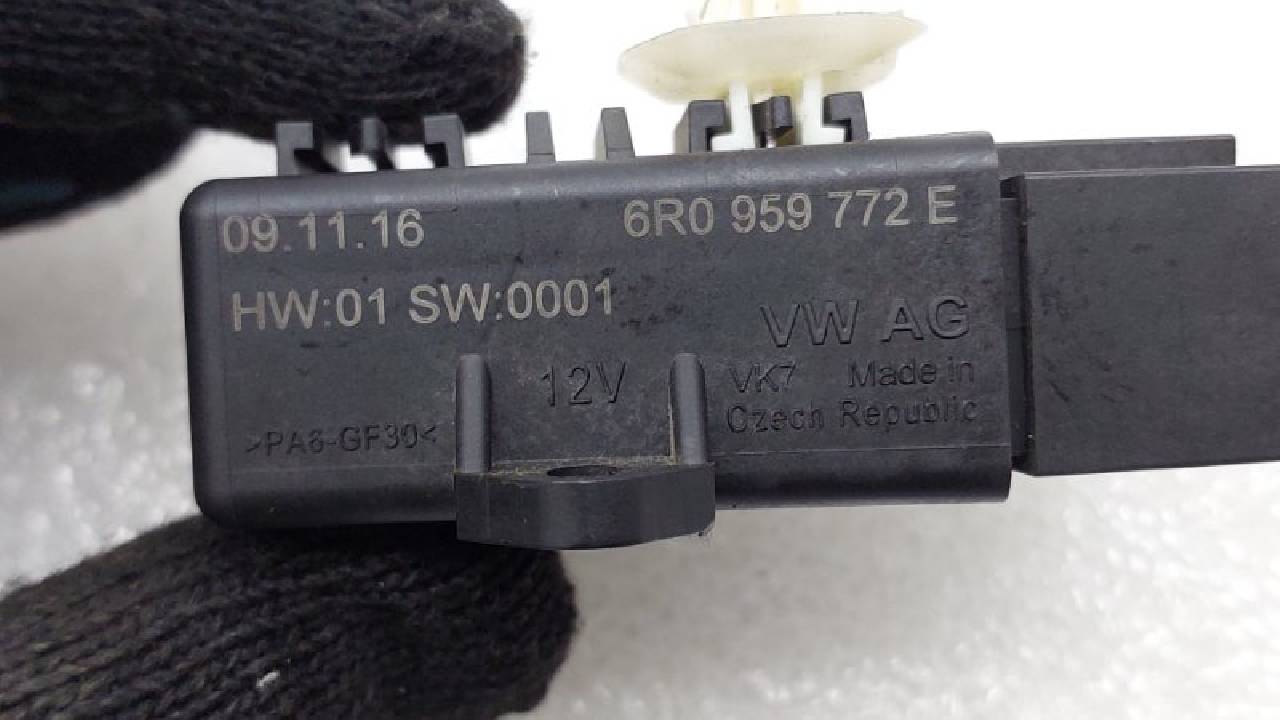 09.11.16 6R0 959 772 E
HW:01 SW:0001
VW AG
12V VK7 Made in
>PA6-GF30< Czech Republic